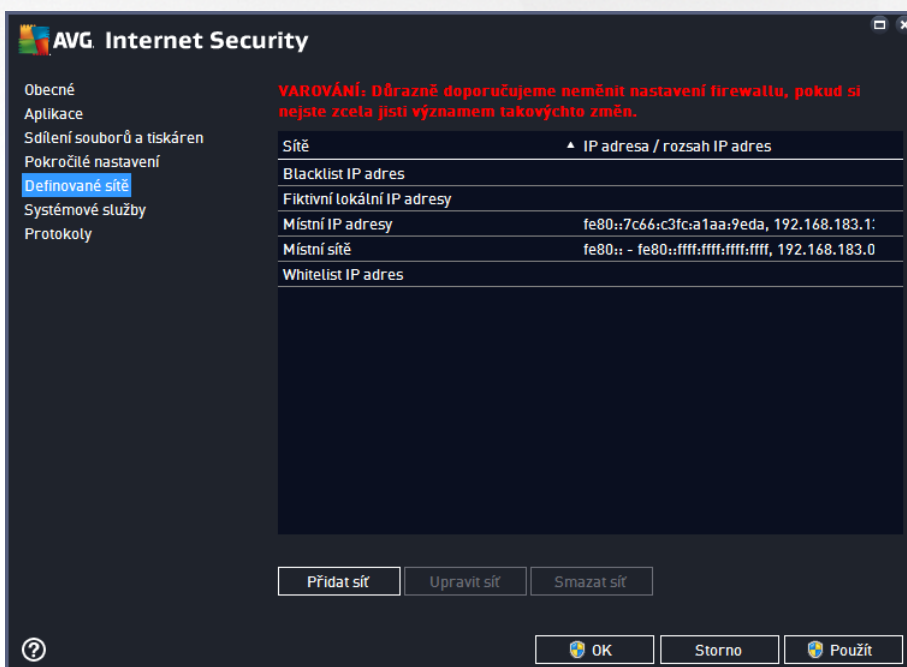 AVG. Internet Security
Obecné
Aplikace
Sdílení souborů a tiskáren
Pokročilé nastavení
Definované sítě
Systémové služby
Protokoly
VAROVÁNÍ: Důrazně doporučujeme neměnit nastavení firewallu, pokud si
nejste zcela jisti významem takovýchto změn.
Sítě IP adresa / rozsah IP adres
Blacklist IP adres
Fiktivní lokální IP adresy
Místní IP adresy fe80::7c66:c3fc:a1aa:9eda, 192.168.183.1
Místní sítě fe80:: - fe80::ffff:ffff:ffff:ffff, 192.168.183.0
Whitelist IP adres
Přidat síť Upravit síť Smazat síť
OK Storno Použít